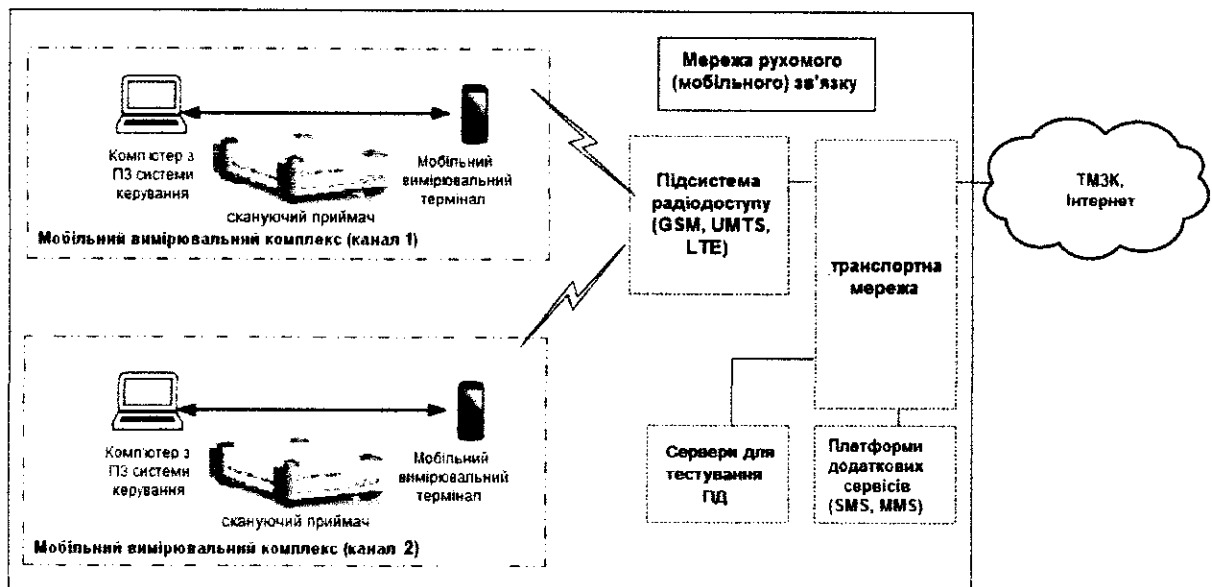 Мережа рухомого
(мобільного) зв'язку
Комп'ютер з
ПЗ системи
керування
скануючий приймач
Мобільний
вимірювальний
термінал
Мобільний вимірювальний комплекс (канал 1)
Підсистема
радіодоступу
(GSM, UMTS,
LTE)
транспортна
мережа
ТМЗК,
Інтернет
Комп'ютер з
ПЗ системи
керування
скануючий приймач
Мобільний
вимірювальний
термінал
Мобільний вимірювальний комплекс (канал 2)
Сервери для
тестування
ПД
Платформи
додаткових
сервісів
(SMS, MMS)